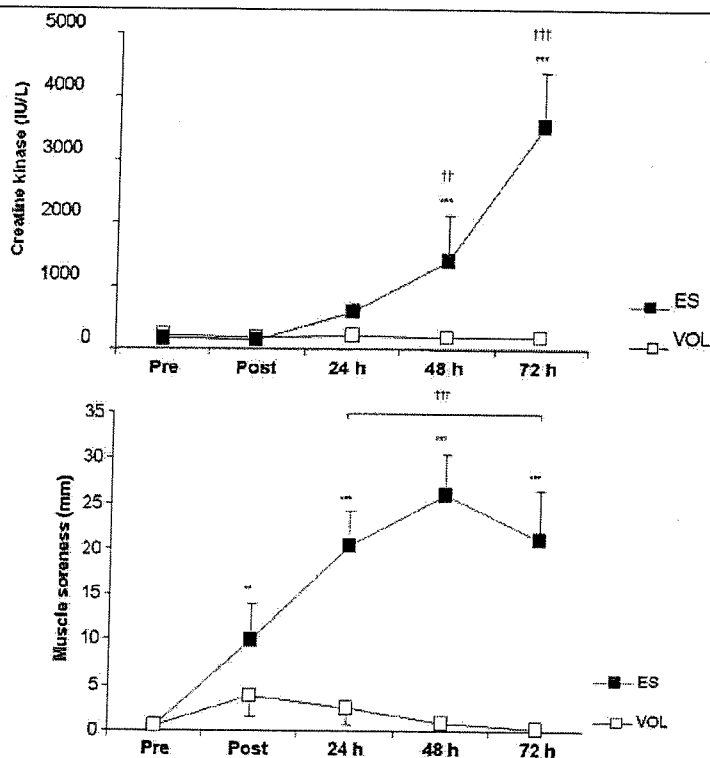 5000
†††
***
4000
3000
††
***
2000
1000
0
Creatine kinase (IU/L)
ES
VOL
Pre Post 24 h 48 h 72 h
†††
35
30
25
20
15
10
5
0
***
***
***
**
Muscle soreness (mm)
ES
VOL
Pre Post 24 h 48 h 72 h